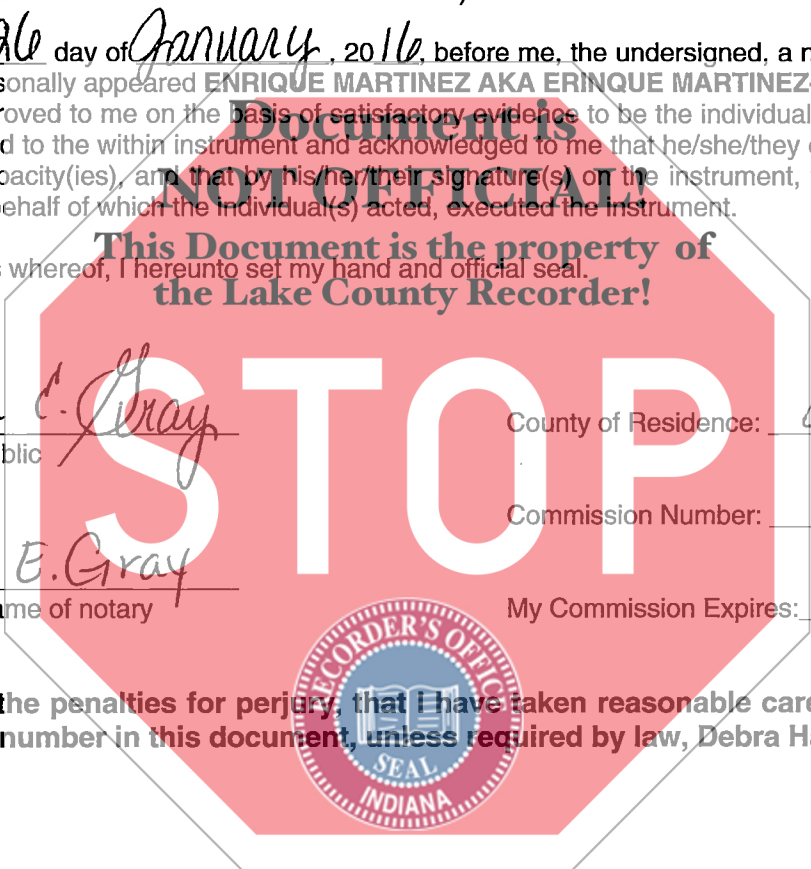 26 day of January, 2016, before me, the undersigned, a n
sonally appeared ENRIQUE MARTINEZ AKA ERINQUE MARTINEZ-
roved to me on the basis of satisfactory evidence to be the individual
Document is
d to the within instrument and acknowledged to me that he/she/they
pacity(ies), and that by his/her/their signature(s) on the instrument,
NOT OFFICIAL!
ehalf of which the individual(s) acted, executed the instrument.
This Document is the property of
s whereof, I hereunto set my hand and official seal.
the Lake County Recorder!
STOP
C. Gray
County of Residence:
blic
Commission Number:
E. Gray
ame of notary
My Commission Expires:
RECORDER'S OFFICE
the penalties for perjury, that I have taken reasonable care
number in this document, unless required by law, Debra Ha
SEAL
INDIANA